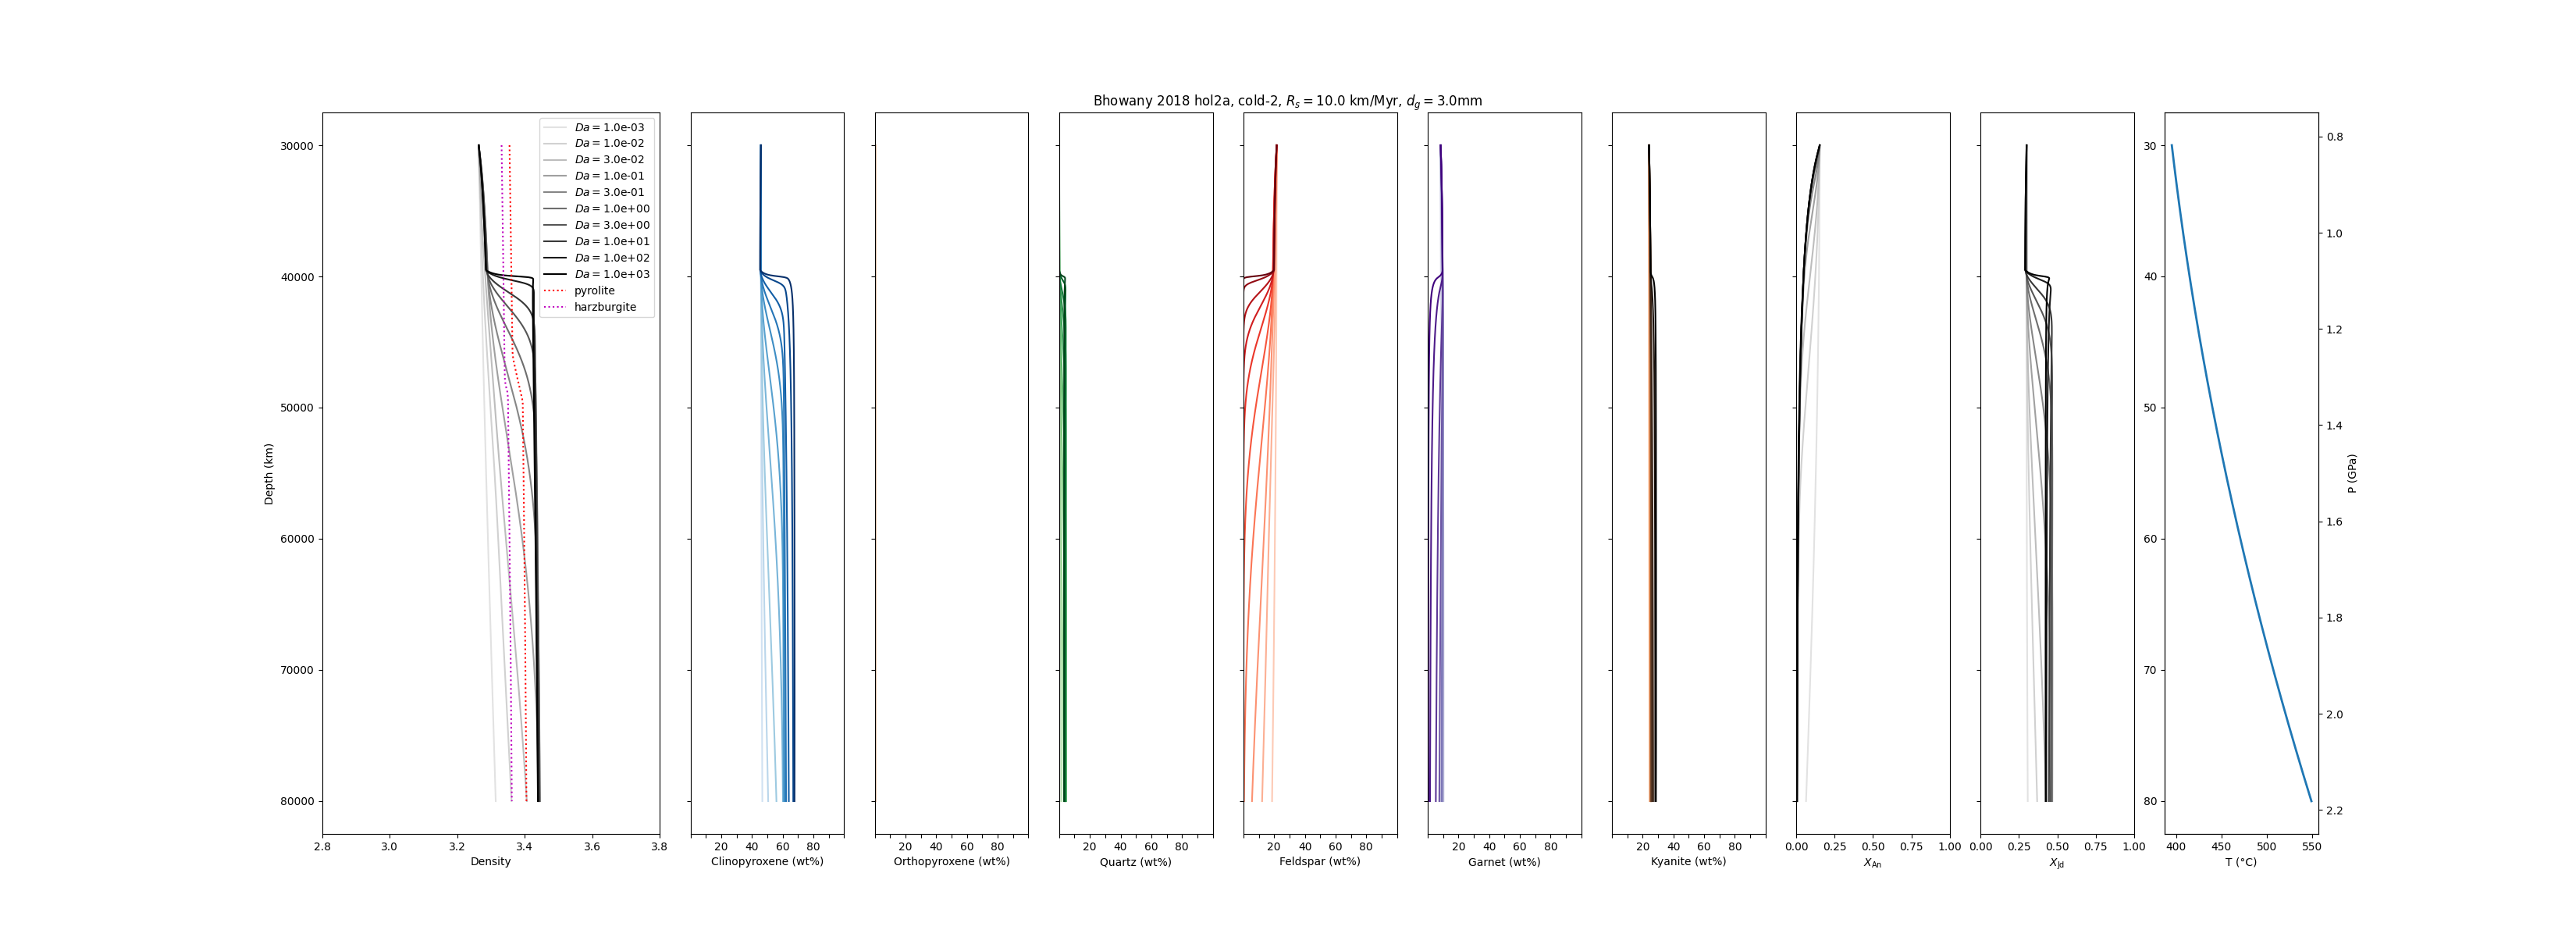 Bhowany 2018 hol2a, cold-2, R_s = 10.0 km/Myr, d_g = 3.0mm
Da = 1.0e-03
Da = 1.0e-02
Da = 3.0e-02
Da = 1.0e-01
Da = 3.0e-01
Da = 1.0e+00
Da = 3.0e+00
Da = 1.0e+01
Da = 1.0e+02
Da = 1.0e+03
pyrolite
harzburgite
Depth (km)
30000
40000
50000
60000
70000
80000
2.8 3.0 3.2 3.4 3.6 3.8
Density
20 40 60 80
Clinopyroxene (wt%)
20 40 60 80
Orthopyroxene (wt%)
20 40 60 80
Quartz (wt%)
20 40 60 80
Feldspar (wt%)
20 40 60 80
Garnet (wt%)
20 40 60 80
Kyanite (wt%)
0.00 0.25 0.50 0.75 1.00
X_An
0.00 0.25 0.50 0.75 1.00
X_Jd
30
40
50
60
70
80
400 450 500 550
T (°C)
0.8
1.0
1.2
1.4
1.6
1.8
2.0
2.2
P (GPa)